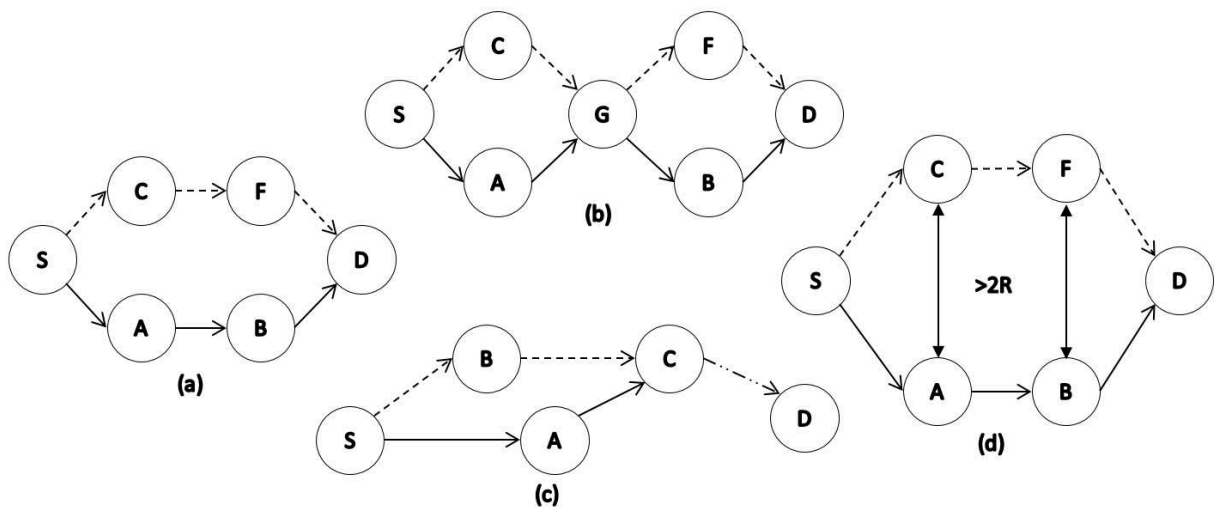 C F
S D
A B
(a)
C F
S G D
A B
(b)
B C
S A D
(c)
C F
S >2R D
A B
(d)